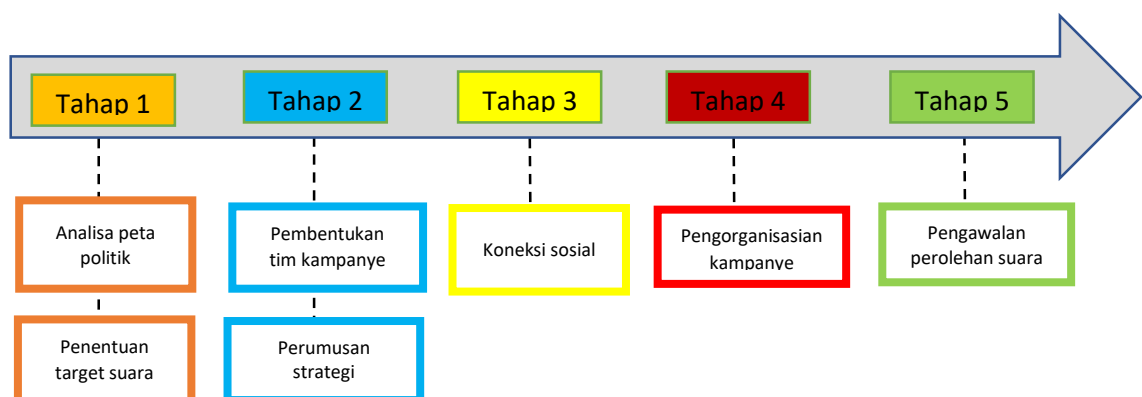 Tahap 1
Tahap 2
Tahap 3
Tahap 4
Tahap 5
Analisa peta
politik
Pembentukan
tim kampanye
Koneksi sosial
Pengorganisasian
kampanye
Pengawalan
perolehan suara
Penentuan
target suara
Perumusan
strategi